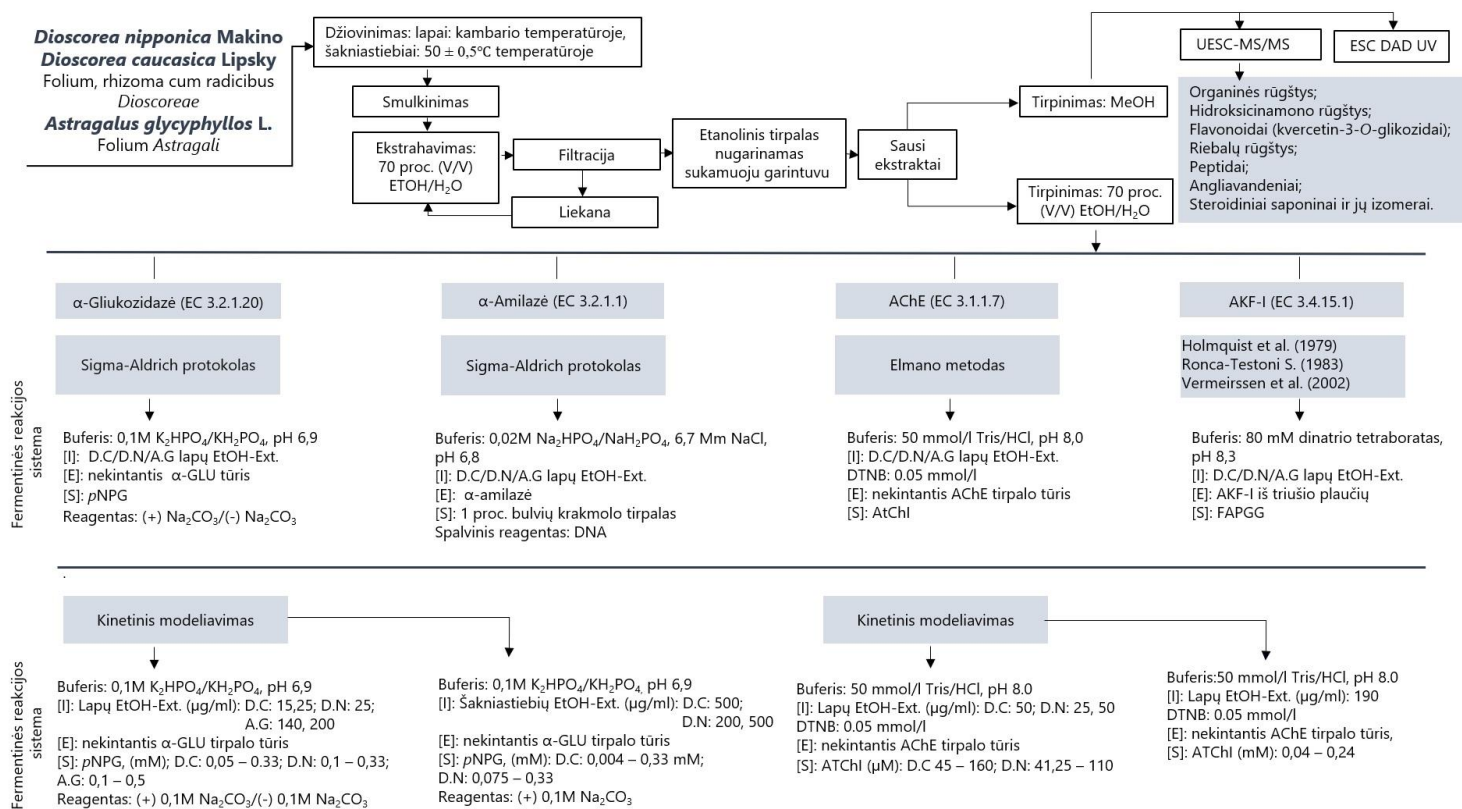 Dioscorea nipponica Makino
Dioscorea caucasica Lipsky
Folium, rhizoma cum radicibus
Dioscoreae
Astragalus glycyphyllos L.
Folium Astragali
Džiovinimas: lapai: kambario temperatūroje,
šakniastiebiai: 50 ± 0,5℃ temperatūroje
Smulkinimas
Ekstrahavimas:
70 proc. (V/V)
ETOH/H₂O
Filtracija
Liekana
Etanolinis tirpalas
nugarinamas
sukamuoju garintuvu
Sausi
ekstraktai
Tirpinimas: MeOH
Tirpinimas: 70 proc.
(V/V) EtOH/H₂O
UESC-MS/MS
ESC DAD UV
Organinės rūgštys;
Hidroksicinamono rūgštys;
Flavonoidai (kvercetin-3-O-glikozidai);
Riebalų rūgštys;
Peptidai;
Angliavandeniai;
Steroidiniai saponinai ir jų izomerai.
Fermentinės reakcijos
sistema
α-Gliukozidazė (EC 3.2.1.20)
Sigma-Aldrich protokolas
Buferis: 0,1M K₂HPO₄/KH₂PO₄, pH 6,9
[I]: D.C/D.N/A.G lapų EtOH-Ext.
[E]: nekintantis α-GLU tūris
[S]: pNPG
Reagentas: (+) Na₂CO₃/(-) Na₂CO₃
α-Amilazė (EC 3.2.1.1)
Sigma-Aldrich protokolas
Buferis: 0,02M Na₂HPO₄/NaH₂PO₄, 6,7 Mm NaCl,
pH 6,8
[I]: D.C/D.N/A.G lapų EtOH-Ext.
[E]: α-amilazė
[S]: 1 proc. bulvių krakmolo tirpalas
Spalvinis reagentas: DNA
AChE (EC 3.1.1.7)
Elmano metodas
Buferis: 50 mmol/l Tris/HCl, pH 8,0
[I]: D.C/D.N/A.G lapų EtOH-Ext.
DTNB: 0.05 mmol/l
[E]: nekintantis AChE tirpalo tūris
[S]: AtChI
AKF-I (EC 3.4.15.1)
Holmquist et al. (1979)
Ronca-Testoni S. (1983)
Vermeirssen et al. (2002)
Buferis: 80 mM dinatrio tetraboratas,
pH 8,3
[I]: D.C/D.N/A.G lapų EtOH-Ext.
[E]: AKF-I iš triušio plaučių
[S]: FAPGG
.
Fermentinės reakcijos
sistema
Kinetinis modeliavimas
Buferis: 0,1M K₂HPO₄/KH₂PO₄, pH 6,9
[I]: Lapų EtOH-Ext. (µg/ml): D.C: 15,25; D.N: 25;
A.G: 140, 200
[E]: nekintantis α-GLU tirpalo tūris
[S]: pNPG, (mM); D.C: 0,05 – 0.33; D.N: 0,1 – 0,33;
A.G: 0,1 – 0,5
Reagentas: (+) 0,1M Na₂CO₃/(-) 0,1M Na₂CO₃
Buferis: 0,1M K₂HPO₄/KH₂PO₄, pH 6,9
[I]: Šakniastiebių EtOH-Ext. (µg/ml): D.C: 500;
D.N: 200, 500
[E]: nekintantis α-GLU tirpalo tūris
[S]: pNPG, (mM): D.C: 0,004 – 0,33 mM;
D.N: 0,075 – 0,33
Reagentas: (+) 0,1M Na₂CO₃
Kinetinis modeliavimas
Buferis: 50 mmol/l Tris/HCl, pH 8.0
[I]: Lapų EtOH-Ext. (µg/ml): D.C: 50; D.N: 25, 50
DTNB: 0.05 mmol/l
[E]: nekintantis AChE tirpalo tūris
[S]: ATChI (µM): D.C 45 – 160; D.N: 41,25 – 110
Buferis:50 mmol/l Tris/HCl, pH 8.0
[I]: Lapų EtOH-Ext. (µg/ml): 190
DTNB: 0.05 mmol/l
[E]: nekintantis AChE tirpalo tūris,
[S]: ATChI (mM): 0,04 – 0,24